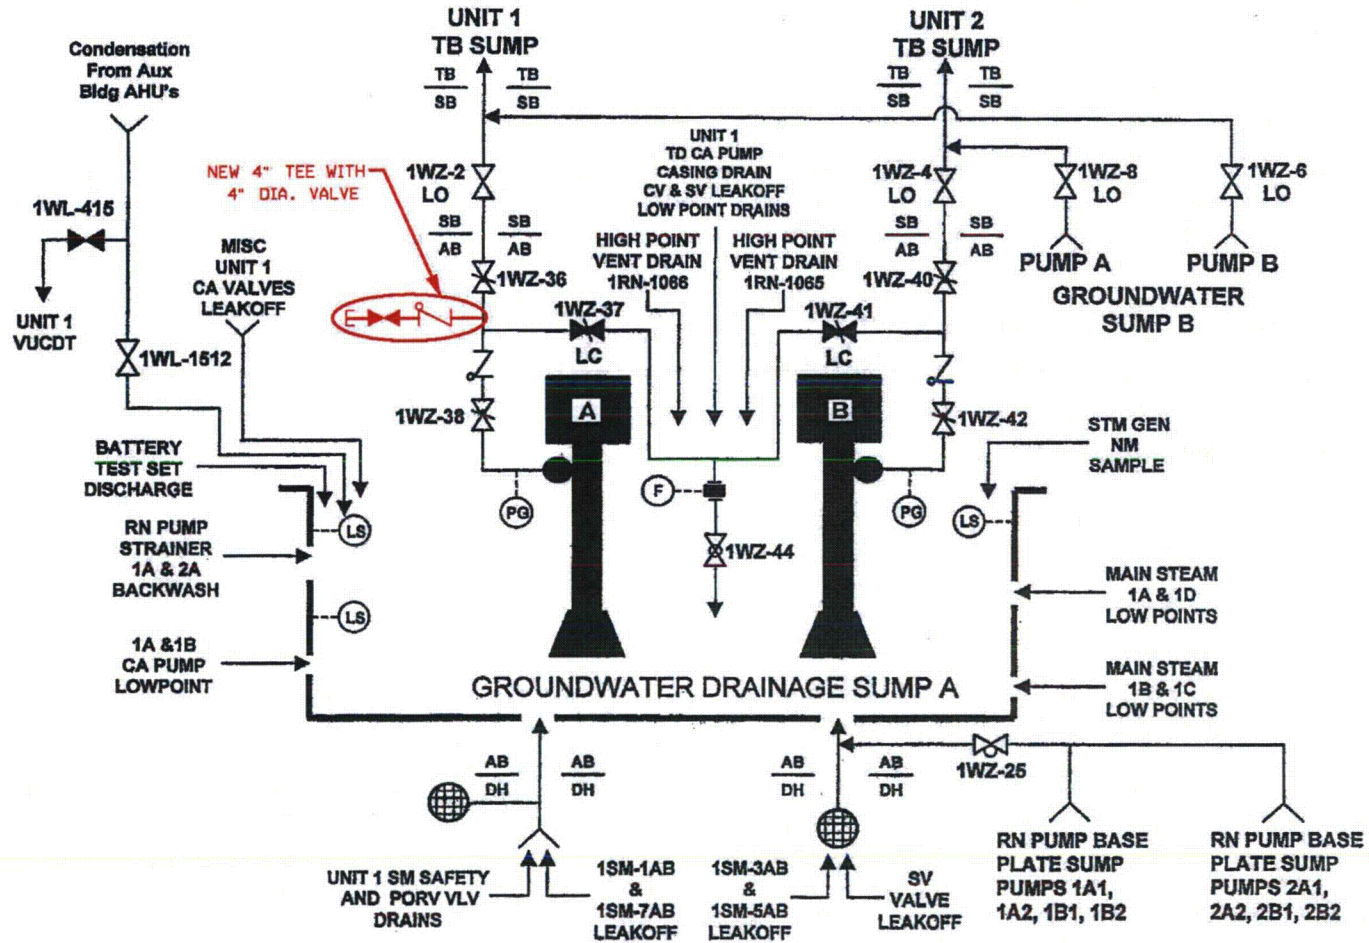 UNIT 1
TB SUMP
UNIT 2
TB SUMP
Condensation
From Aux
Bldg AHU's
TB
SB
TB
SB
TB
SB
TB
SB
NEW 4" TEE WITH
4" DIA. VALVE
1WZ-2
LO
UNIT 1
TD CA PUMP
CASING DRAIN
CV & SV LEAKOFF
LOW POINT DRAINS
1WZ-4
LO
1WZ-8
LO
1WZ-6
LO
1WL-415
SB
AB
SB
AB
SB
AB
SB
AB
MISC
UNIT 1
CA VALVES
LEAKOFF
HIGH POINT
VENT DRAIN
1RN-1066
HIGH POINT
VENT DRAIN
1RN-1065
PUMP A
PUMP B
GROUNDWATER
SUMP B
1WZ-36
1WZ-40
UNIT 1
VUCDT
1WZ-37
LC
1WZ-41
LC
1WL-1512
A
B
1WZ-38
1WZ-42
BATTERY
TEST SET
DISCHARGE
STM GEN
NM
SAMPLE
F
PG
PG
LS
LS
RN PUMP
STRAINER
1A & 2A
BACKWASH
1WZ-44
MAIN STEAM
1A & 1D
LOW POINTS
LS
1A &1B
CA PUMP
LOWPOINT
MAIN STEAM
1B & 1C
LOW POINTS
GROUNDWATER DRAINAGE SUMP A
AB
DH
AB
DH
AB
DH
AB
DH
1WZ-25
UNIT 1 SM SAFETY
AND PORV VLV
DRAINS
1SM-1AB
&
1SM-7AB
LEAKOFF
1SM-3AB
&
1SM-5AB
LEAKOFF
SV
VALVE
LEAKOFF
RN PUMP BASE
PLATE SUMP
PUMPS 1A1,
1A2, 1B1, 1B2
RN PUMP BASE
PLATE SUMP
PUMPS 2A1,
2A2, 2B1, 2B2